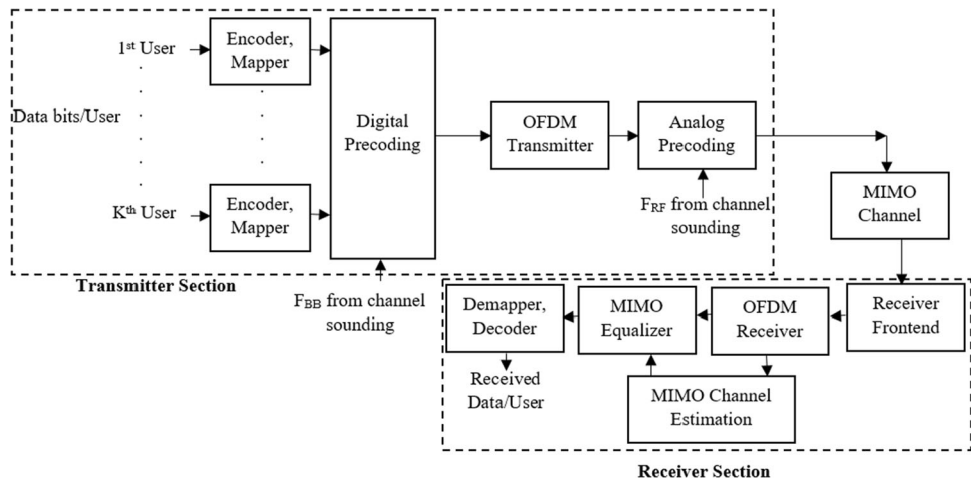 1st User
Encoder,
Mapper
Data bits/User
Digital
Precoding
OFDM
Transmitter
Analog
Precoding
Kth User
Encoder,
Mapper
FRF from channel
sounding
MIMO
Channel
Transmitter Section
FBB from channel
sounding
Demapper,
Decoder
MIMO
Equalizer
OFDM
Receiver
Receiver
Frontend
Received
Data/User
MIMO Channel
Estimation
Receiver Section